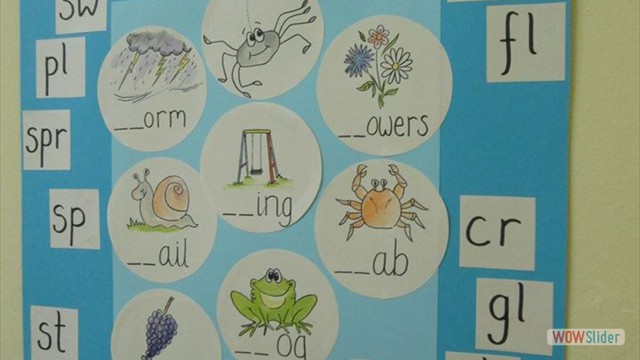 sw
pl
__orm
__owers
fl
spr
__ing
sp
__ail
__ab
cr
gl
st
__og
WOWSlider